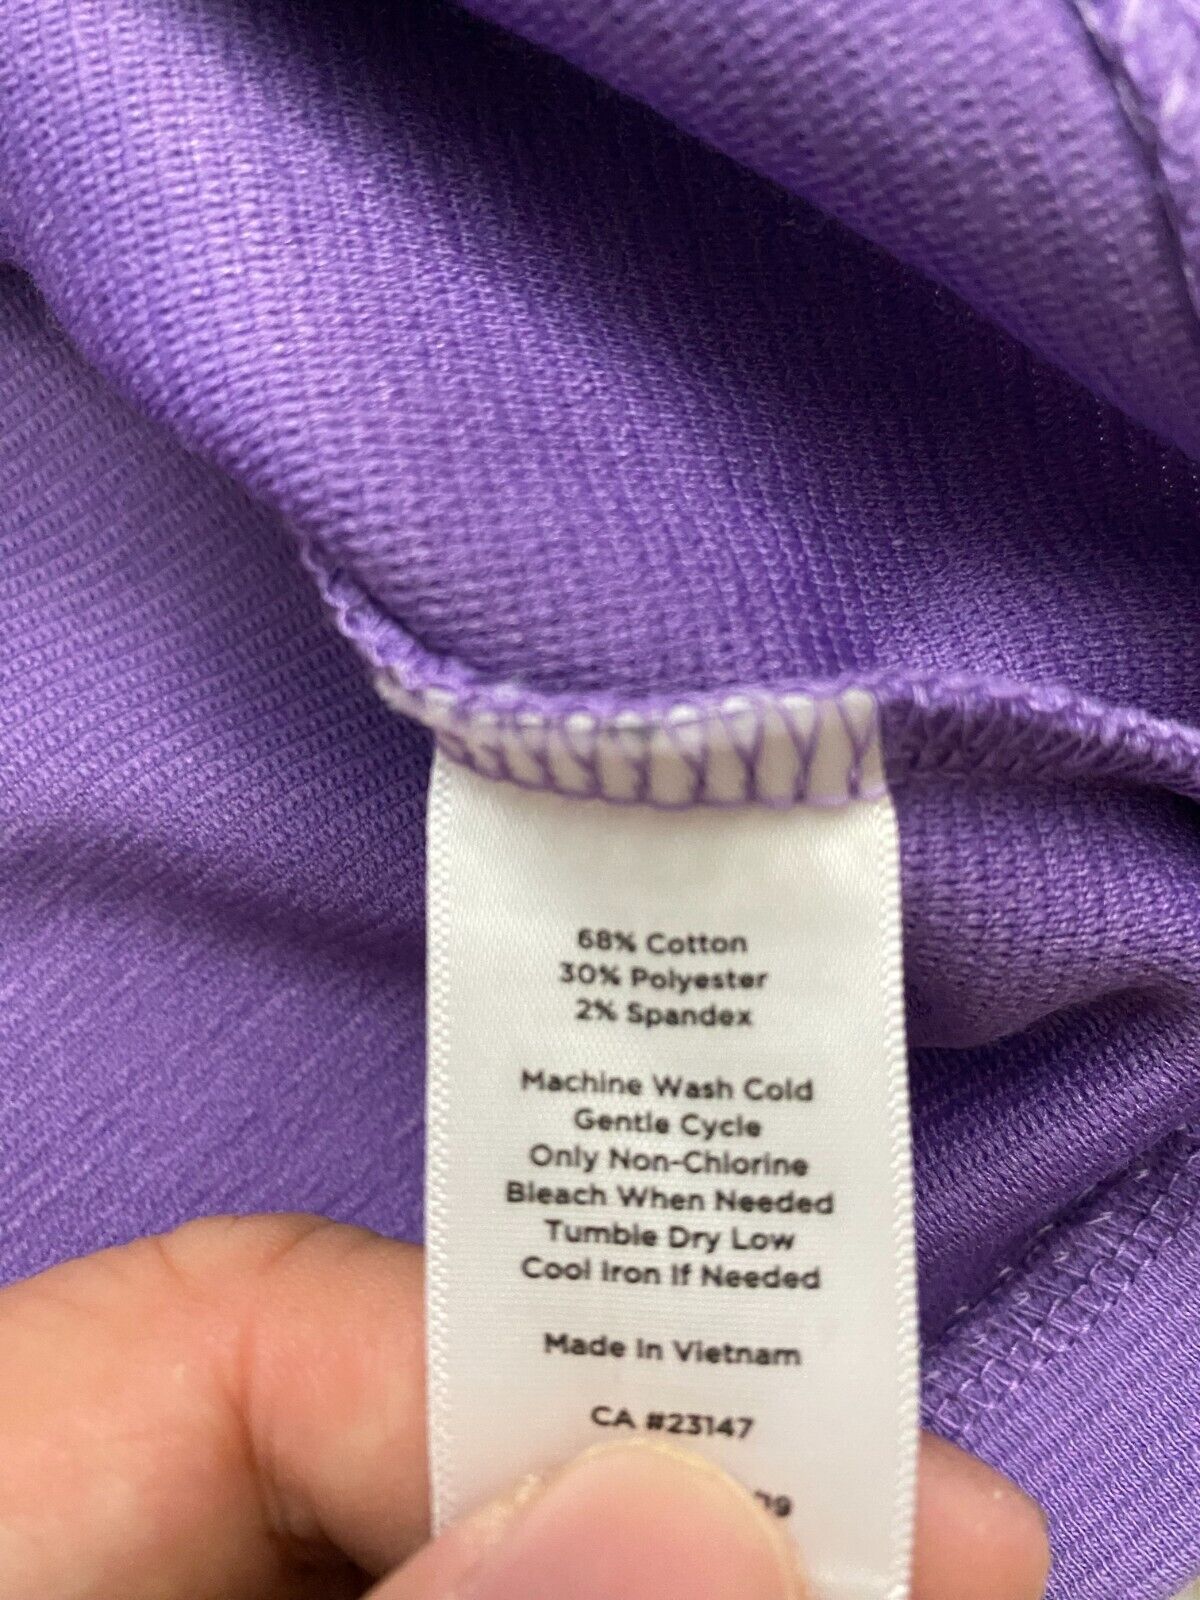 68% Cotton
30% Polyester
2% Spandex
Machine Wash Cold
Gentle Cycle
Only Non-Chlorine
Bleach When Needed
Tumble Dry Low
Cool Iron If Needed
Made In Vietnam
CA #23147